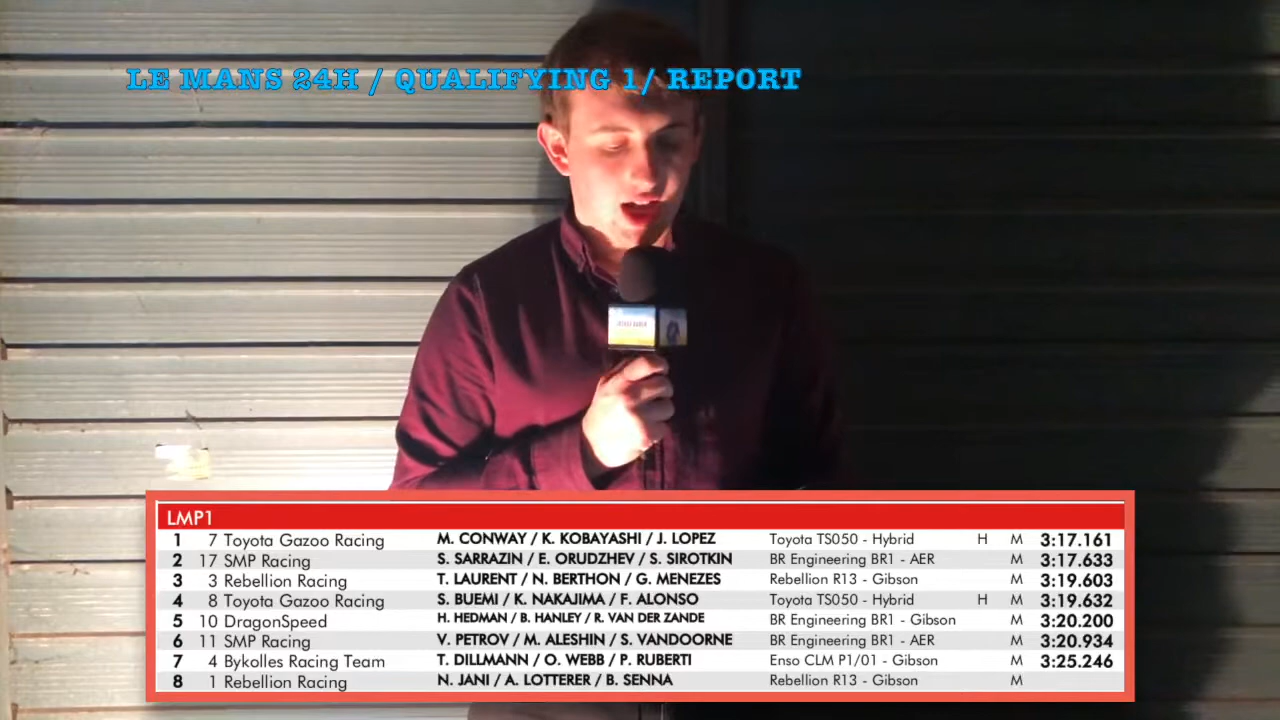 LE MANS 24H / QUALIFYING 1/ REPORT
LMP1
1 7 Toyota Gazoo Racing M. CONWAY / K. KOBAYASHI / J. LOPEZ Toyota TS050 - Hybrid H M 3:17.161
2 17 SMP Racing S. SARRAZIN / E. ORUDZHEV / S. SIROTKIN BR Engineering BR1 - AER M 3:17.633
3 3 Rebellion Racing T. LAURENT / N. BERTHON / G. MENEZES Rebellion R13 - Gibson M 3:19.603
4 8 Toyota Gazoo Racing S. BUEMI / K. NAKAJIMA / F. ALONSO Toyota TS050 - Hybrid H M 3:19.632
5 10 DragonSpeed H. HEDMAN / B. HANLEY / R. VAN DER ZANDE BR Engineering BR1 - Gibson M 3:20.200
6 11 SMP Racing V. PETROV / M. ALESHIN / S. VANDOORNE BR Engineering BR1 - AER M 3:20.934
7 4 Bykolles Racing Team T. DILLMANN / O. WEBB / P. RUBERTI Enso CLM P1/01 - Gibson M 3:25.246
8 1 Rebellion Racing N. JANI / A. LOTTERER / B. SENNA Rebellion R13 - Gibson M